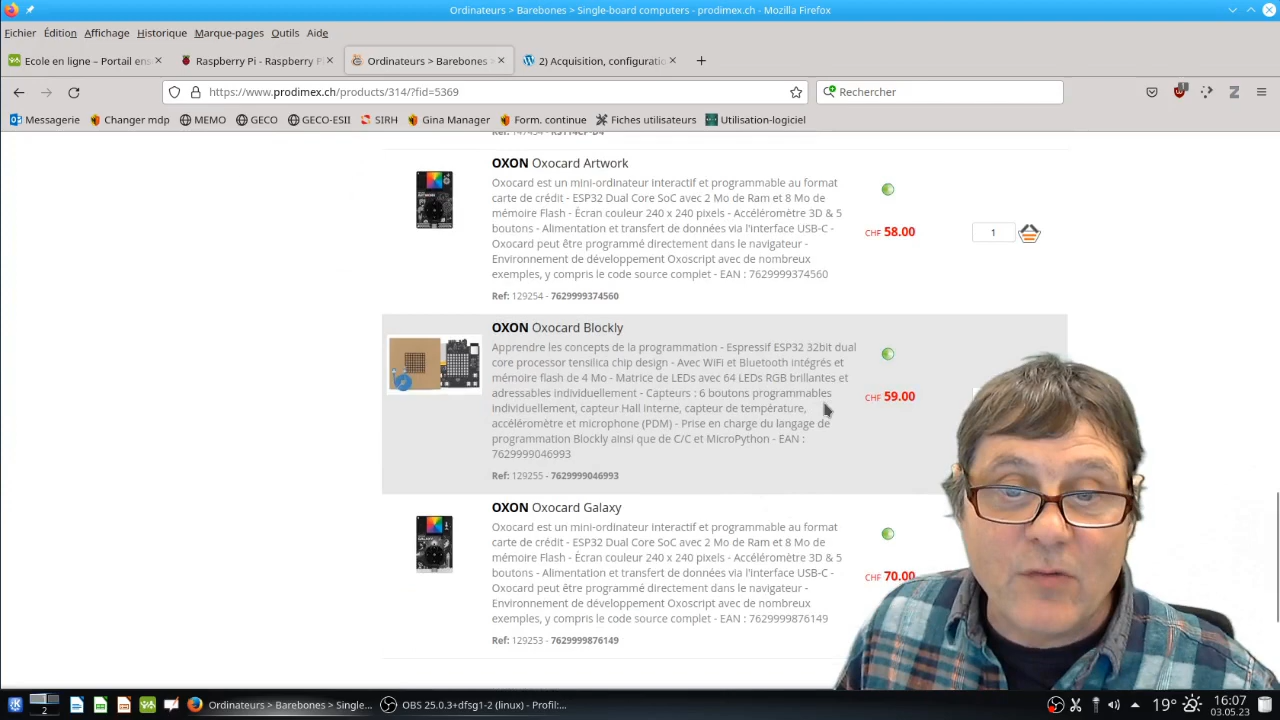 Ordinateurs > Barebones > Single-board computers - prodimex.ch - Mozilla Firefox
Fichier Édition Affichage Historique Marque-pages Outils Aide
Ecole en ligne – Portail en Raspberry Pi - Raspberry P Ordinateurs > Barebones > 2) Acquisition, configuratio
https://www.prodimex.ch/products/314/?fid=5369 Rechercher
Messagerie Changer mdp MEMO GECO GECO-ESII SIRH Gina Manager Form. continue Fiches utilisateurs Utilisation-logiciel
OXON Oxocard Artwork
Oxocard est un mini-ordinateur interactif et programmable au format
carte de crédit - ESP32 Dual Core SoC avec 2 Mo de Ram et 8 Mo de
mémoire Flash - Écran couleur 240 x 240 pixels - Accéléromètre 3D & 5
boutons - Alimentation et transfert de données via l'interface USB-C -
Oxocard peut être programmé directement dans le navigateur -
Environnement de développement Oxoscript avec de nombreux
exemples, y compris le code source complet - EAN : 7629999374560
CHF 58.00 1
Ref: 129254 - 7629999374560
OXON Oxocard Blockly
Apprendre les concepts de la programmation - Espressif ESP32 32bit dual
core processor tensilica chip design - Avec WiFi et Bluetooth intégrés et
mémoire flash de 4 Mo - Matrice de LEDs avec 64 LEDs RGB brillantes et
adressables individuellement - Capteurs : 6 boutons programmables
individuellement, capteur Hall interne, capteur de température,
accéléromètre et microphone (PDM) - Prise en charge du langage de
programmation Blockly ainsi que de C/C et MicroPython - EAN :
7629999046993
CHF 59.00
Ref: 129255 - 7629999046993
OXON Oxocard Galaxy
Oxocard est un mini-ordinateur interactif et programmable au format
carte de crédit - ESP32 Dual Core SoC avec 2 Mo de Ram et 8 Mo de
mémoire Flash - Écran couleur 240 x 240 pixels - Accéléromètre 3D & 5
boutons - Alimentation et transfert de données via l'interface USB-C -
Oxocard peut être programmé directement dans le navigateur -
Environnement de développement Oxoscript avec de nombreux
exemples, y compris le code source complet - EAN : 7629999876149
CHF 70.00
Ref: 129253 - 7629999876149
2 Ordinateurs > Barebones > Single... OBS 25.0.3+dfsg1-2 (linux) - Profil:... 19° 16:07
03.05.23